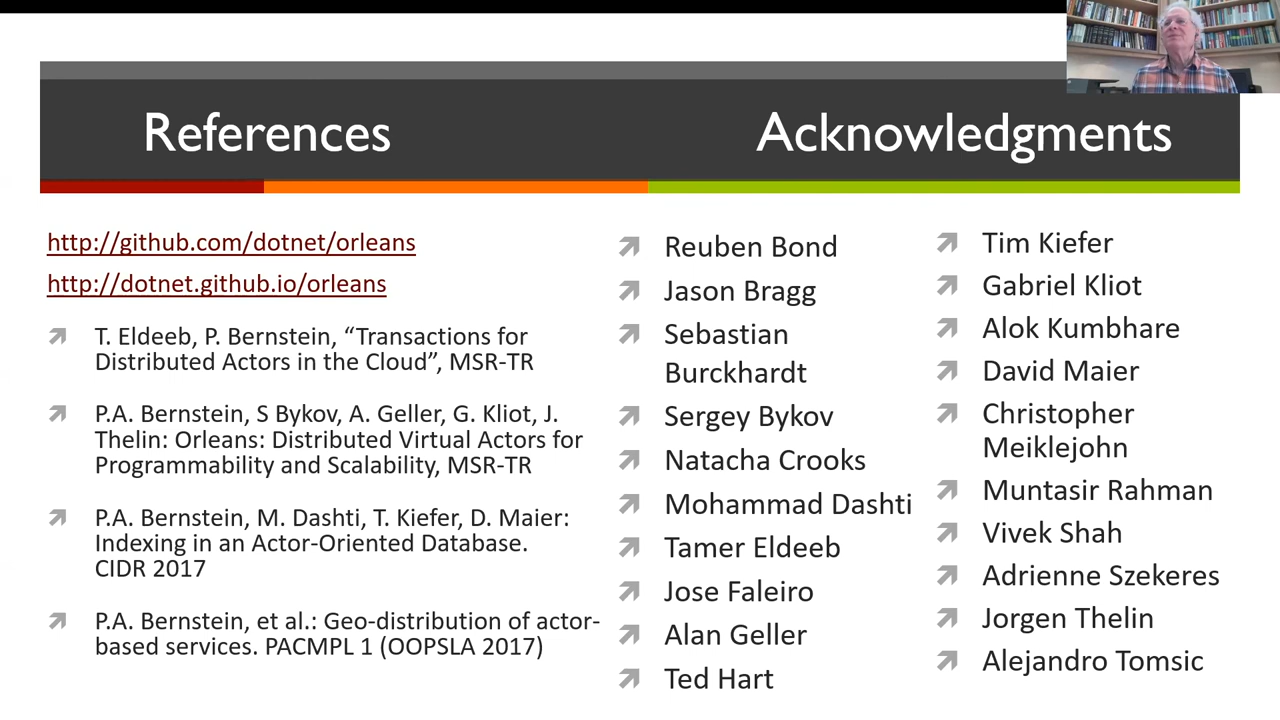 References
Acknowledgments
http://github.com/dotnet/orleans
http://dotnet.github.io/orleans
T. Eldeeb, P. Bernstein, “Transactions for
Distributed Actors in the Cloud”, MSR-TR
P.A. Bernstein, S Bykov, A. Geller, G. Kliot, J.
Thelin: Orleans: Distributed Virtual Actors for
Programmability and Scalability, MSR-TR
P.A. Bernstein, M. Dashti, T. Kiefer, D. Maier:
Indexing in an Actor-Oriented Database.
CIDR 2017
P.A. Bernstein, et al.: Geo-distribution of actor-
based services. PACMPL 1 (OOPSLA 2017)
Reuben Bond
Jason Bragg
Sebastian
Burckhardt
Sergey Bykov
Natacha Crooks
Mohammad Dashti
Tamer Eldeeb
Jose Faleiro
Alan Geller
Ted Hart
Tim Kiefer
Gabriel Kliot
Alok Kumbhare
David Maier
Christopher
Meiklejohn
Muntasir Rahman
Vivek Shah
Adrienne Szekeres
Jorgen Thelin
Alejandro Tomsic